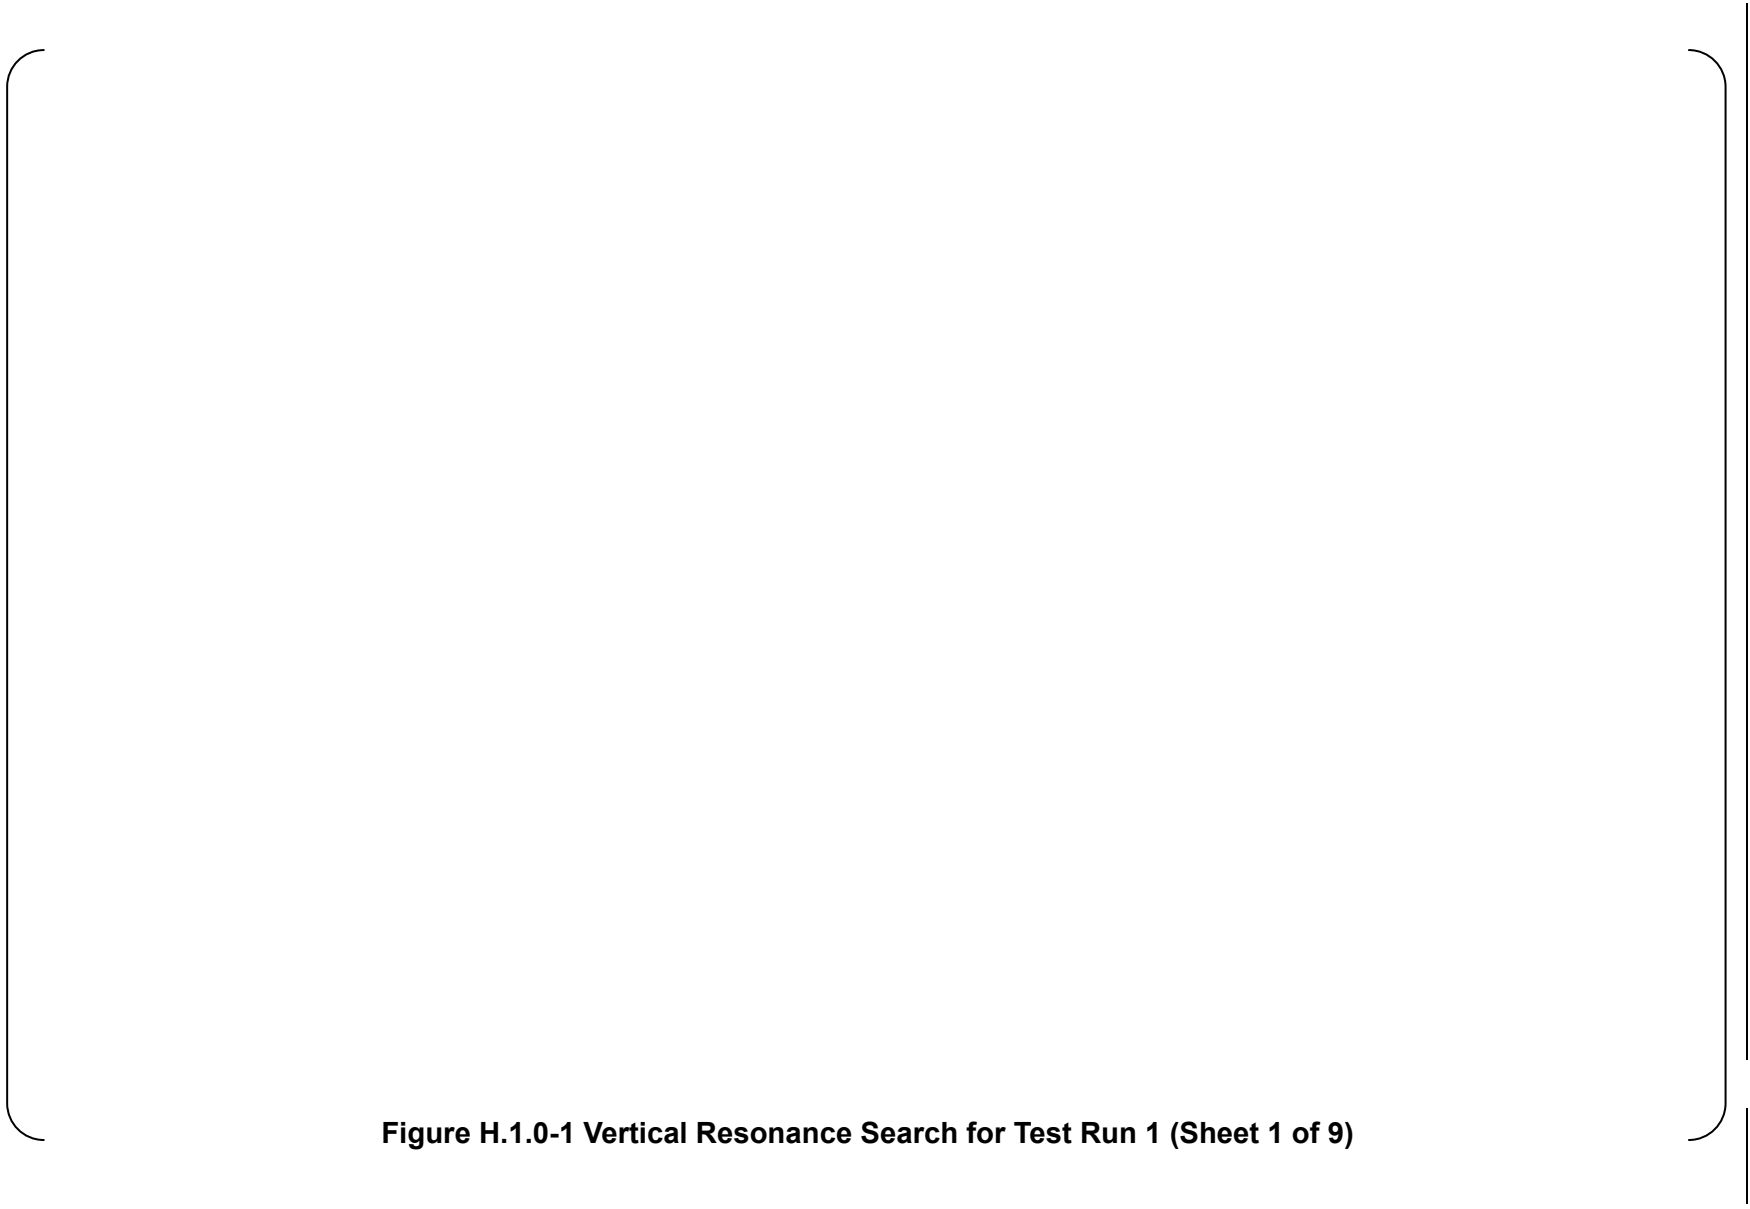 Figure H.1.0-1 Vertical Resonance Search for Test Run 1 (Sheet 1 of 9)